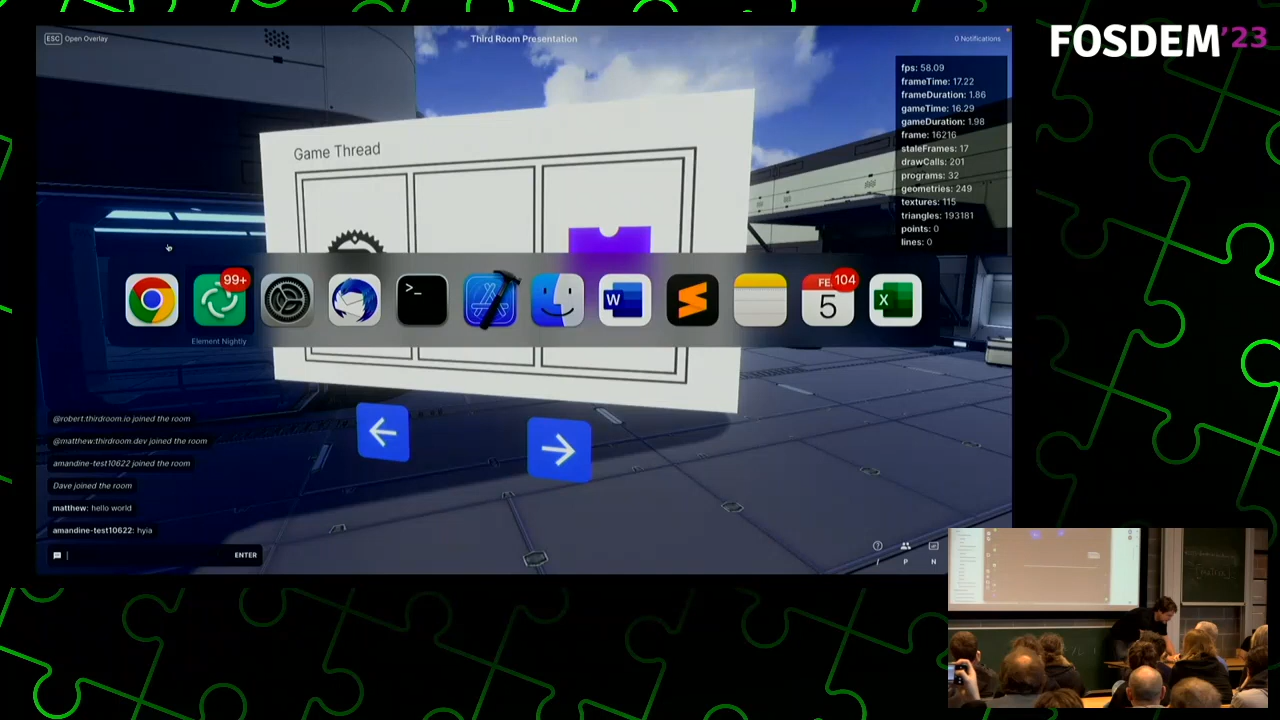 FOSDEM'23
ESC Open Overlay
Third Room Presentation
0 Notifications
fps: 58.09
frameTime: 17.22
frameDuration: 1.86
gameTime: 16.29
gameDuration: 1.98
frame: 16216
staleFrames: 17
drawCalls: 201
programs: 32
geometries: 249
textures: 115
triangles: 193181
points: 0
lines: 0
Game Thread
99+
>_
W
FE
104
5
X
Element Nightly
@robert:thirdroom.io joined the room
@matthew:thirdroom.dev joined the room
amandine-test10622 joined the room
Dave joined the room
matthew: hello world
amandine-test10622: hyia
ENTER
/
P
N